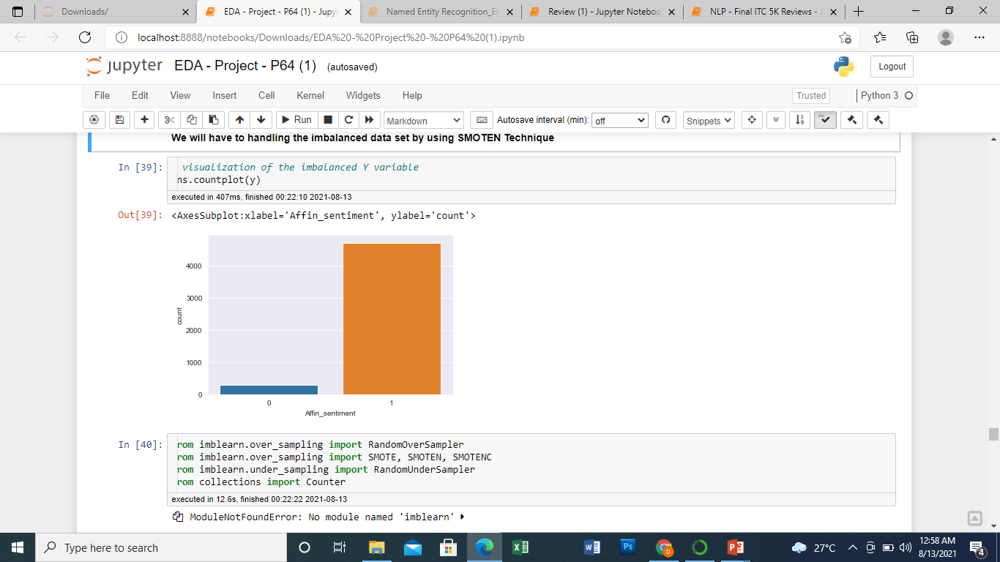 Downloads/
EDA - Project - P64 (1) - Jupy
Named Entity Recognition_E
Review (1) - Jupyter Noteboo
NLP - Final ITC 5K Reviews - J
localhost:8888/notebooks/Downloads/EDA%20-%20Project%20-%20P64%20(1).ipynb
jupyter EDA - Project - P64 (1) (autosaved)
Logout
File Edit View Insert Cell Kernel Widgets Help
Trusted
Python 3
Run
Markdown
Autosave interval (min): off
Snippets
We will have to handling the imbalanced data set by using SMOTEN Technique
In [39]: visualization of the imbalanced Y variable
ns.countplot(y)
executed in 407ms, finished 00:22:10 2021-08-13
Out[39]: <AxesSubplot:xlabel='Affin_sentiment', ylabel='count'>
4000
3000
2000
1000
0
count
0 1
Affin_sentiment
In [40]: rom imblearn.over_sampling import RandomOverSampler
rom imblearn.over_sampling import SMOTE, SMOTEN, SMOTENC
rom imblearn.under_sampling import RandomUnderSampler
rom collections import Counter
executed in 12.6s, finished 00:22:22 2021-08-13
ModuleNotFoundError: No module named 'imblearn'
Type here to search
27°C
12:58 AM
8/13/2021
4